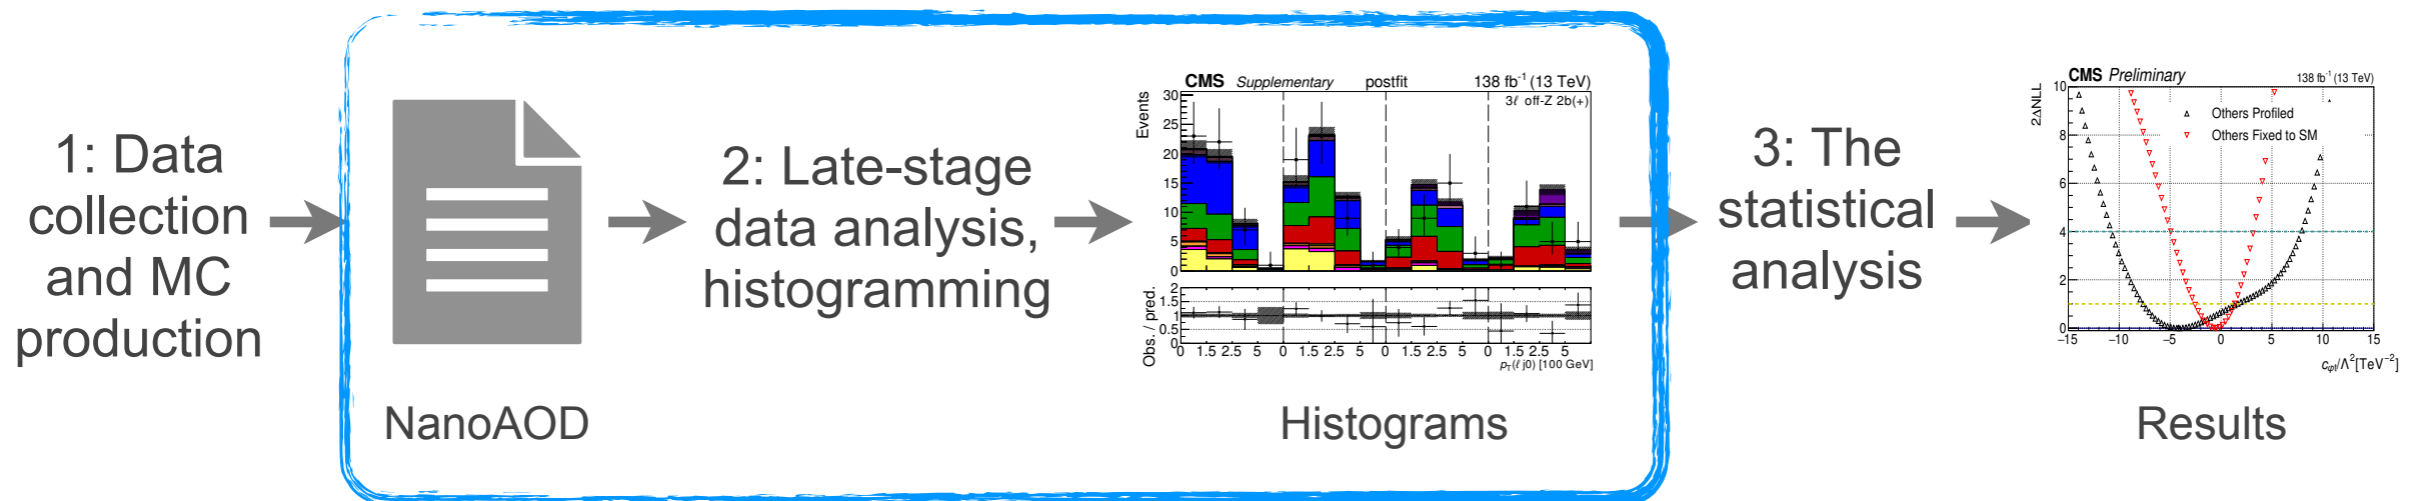 1: Data
collection
and MC
production
NanoAOD
2: Late-stage
data analysis,
histogramming
CMS Supplementary postfit 138 fb⁻¹ (13 TeV)
3ℓ off-Z 2b(+)
Events
30
25
20
15
10
5
0
Obs. / pred.
2
1.5
1
0.5
0
0 1.5 2.5 5 0 1.5 2.5 5 0 1.5 2.5 5 0 1.5 2.5 5
p_T(ℓ j0) [100 GeV]
Histograms
3: The
statistical
analysis
CMS Preliminary 138 fb⁻¹ (13 TeV)
2ΔNLL
Others Profiled
Others Fixed to SM
10
8
6
4
2
0
−15 −10 −5 0 5 10 15
c_φt/Λ² [TeV⁻²]
Results